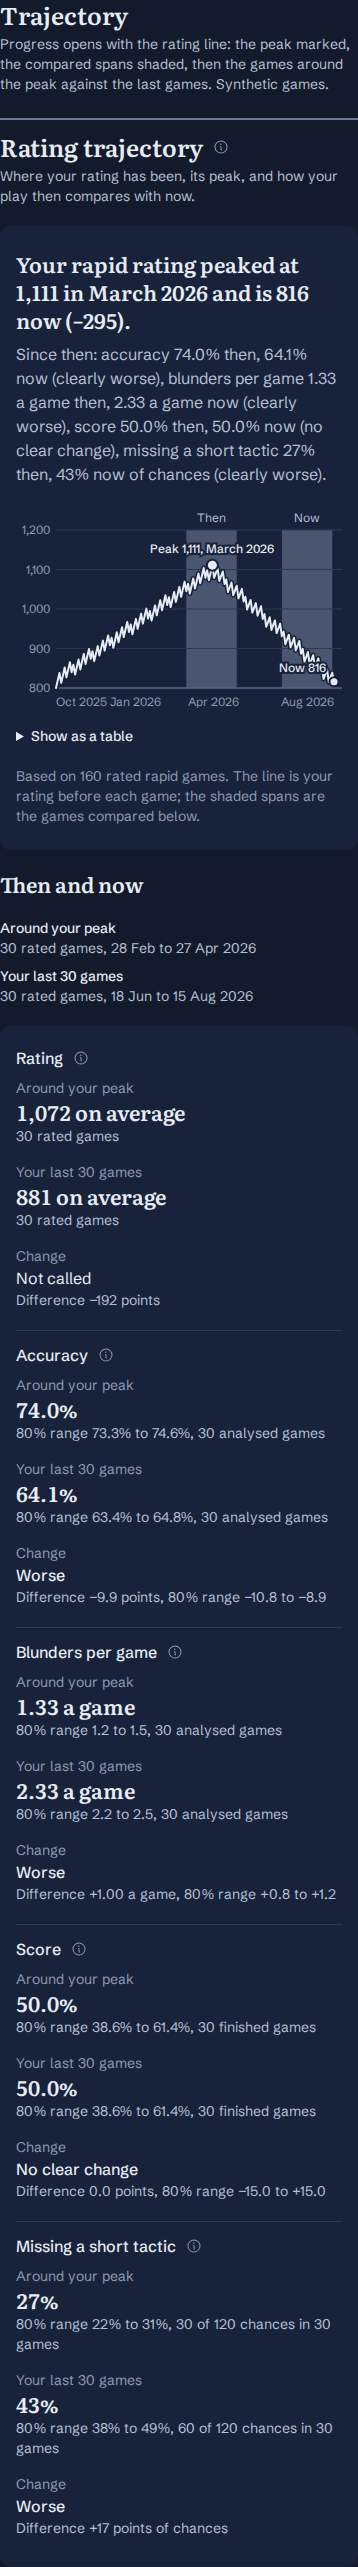 Trajectory
Progress opens with the rating line: the peak marked,
the compared spans shaded, then the games around
the peak against the last games. Synthetic games.
Rating trajectory
Where your rating has been, its peak, and how your
play then compares with now.
Your rapid rating peaked at
1,111 in March 2026 and is 816
now (−295).
Since then: accuracy 74.0% then, 64.1%
now (clearly worse), blunders per game 1.33
a game then, 2.33 a game now (clearly
worse), score 50.0% then, 50.0% now (no
clear change), missing a short tactic 27%
then, 43% now of chances (clearly worse).
Then Now
1,200
Peak 1,111, March 2026
1,100
1,000
900
Now 816
800
Oct 2025 Jan 2026 Apr 2026 Aug 2026
Show as a table
Based on 160 rated rapid games. The line is your
rating before each game; the shaded spans are
the games compared below.
Then and now
Around your peak
30 rated games, 28 Feb to 27 Apr 2026
Your last 30 games
30 rated games, 18 Jun to 15 Aug 2026
Rating
Around your peak
1,072 on average
30 rated games
Your last 30 games
881 on average
30 rated games
Change
Not called
Difference −192 points
Accuracy
Around your peak
74.0%
80% range 73.3% to 74.6%, 30 analysed games
Your last 30 games
64.1%
80% range 63.4% to 64.8%, 30 analysed games
Change
Worse
Difference −9.9 points, 80% range −10.8 to −8.9
Blunders per game
Around your peak
1.33 a game
80% range 1.2 to 1.5, 30 analysed games
Your last 30 games
2.33 a game
80% range 2.2 to 2.5, 30 analysed games
Change
Worse
Difference +1.00 a game, 80% range +0.8 to +1.2
Score
Around your peak
50.0%
80% range 38.6% to 61.4%, 30 finished games
Your last 30 games
50.0%
80% range 38.6% to 61.4%, 30 finished games
Change
No clear change
Difference 0.0 points, 80% range −15.0 to +15.0
Missing a short tactic
Around your peak
27%
80% range 22% to 31%, 30 of 120 chances in 30
games
Your last 30 games
43%
80% range 38% to 49%, 60 of 120 chances in 30
games
Change
Worse
Difference +17 points of chances